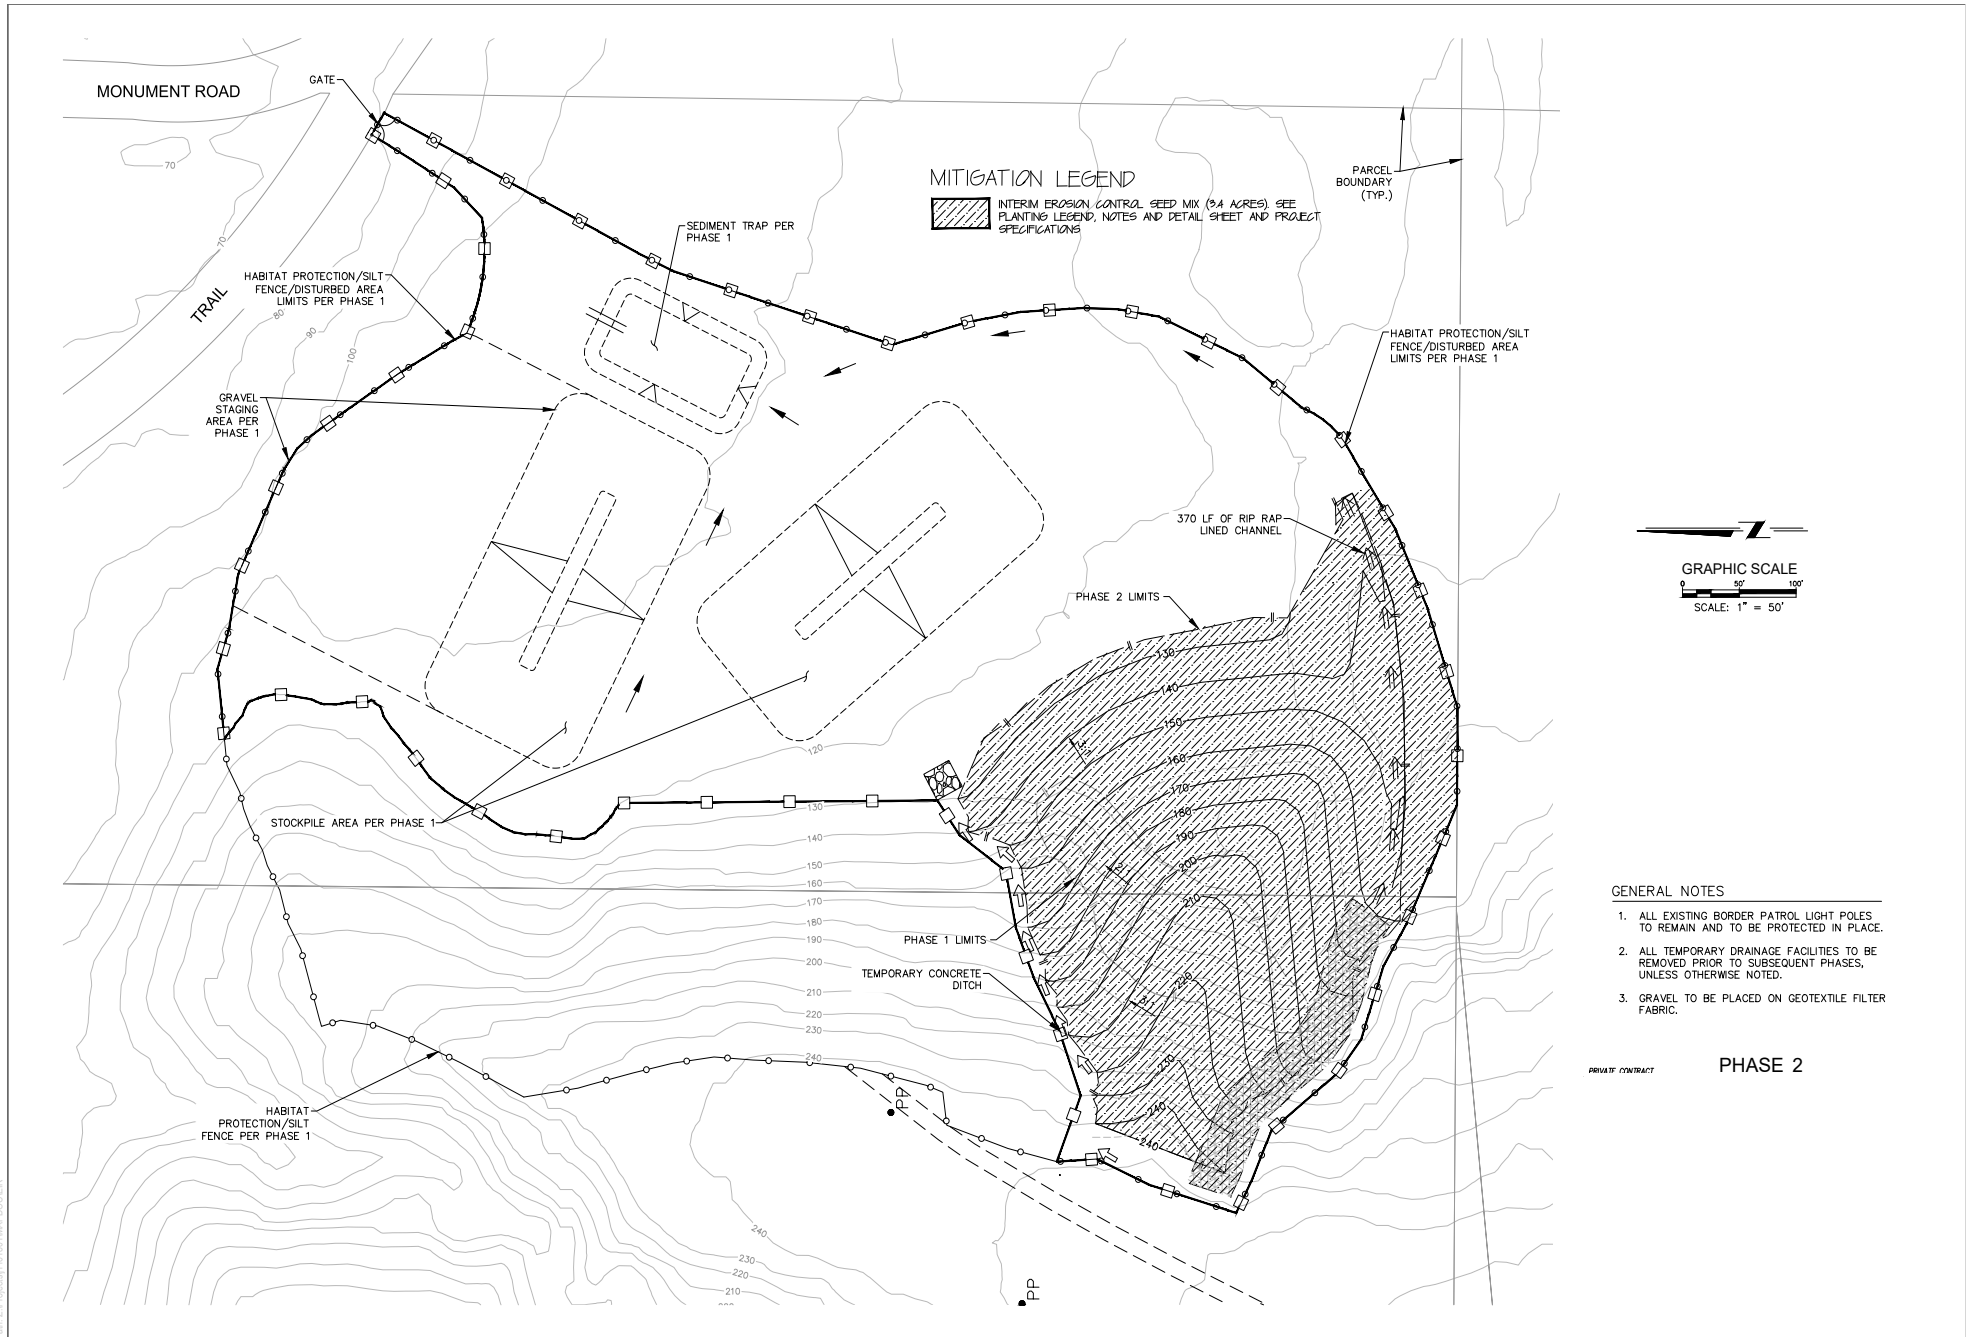 MONUMENT ROAD
GATE
70
MITIGATION LEGEND
INTERIM EROSION CONTROL SEED MIX (3.4 ACRES). SEE
PLANTING LEGEND, NOTES AND DETAIL SHEET AND PROJECT
SPECIFICATIONS
PARCEL
BOUNDARY
(TYP.)
SEDIMENT TRAP PER
PHASE 1
70
TRAIL
HABITAT PROTECTION/SILT
FENCE/DISTURBED AREA
LIMITS PER PHASE 1
80
90
100
HABITAT PROTECTION/SILT
FENCE/DISTURBED AREA
LIMITS PER PHASE 1
GRAVEL
STAGING
AREA PER
PHASE 1
370 LF OF RIP RAP
LINED CHANNEL
PHASE 2 LIMITS
Z
GRAPHIC SCALE
0 50' 100'
SCALE: 1" = 50'
130
140
150
160
170
180
190
200
210
220
230
240
240
3:1
2:1
3:1
120
130
140
150
160
170
180
190
200
210
220
230
240
STOCKPILE AREA PER PHASE 1
PHASE 1 LIMITS
TEMPORARY CONCRETE
DITCH
HABITAT
PROTECTION/SILT
FENCE PER PHASE 1
PP
PP
240
230
220
210
GENERAL NOTES
1. ALL EXISTING BORDER PATROL LIGHT POLES
TO REMAIN AND TO BE PROTECTED IN PLACE.
2. ALL TEMPORARY DRAINAGE FACILITIES TO BE
REMOVED PRIOR TO SUBSEQUENT PHASES,
UNLESS OTHERWISE NOTED.
3. GRAVEL TO BE PLACED ON GEOTEXTILE FILTER
FABRIC.
PRIVATE CONTRACT
PHASE 2